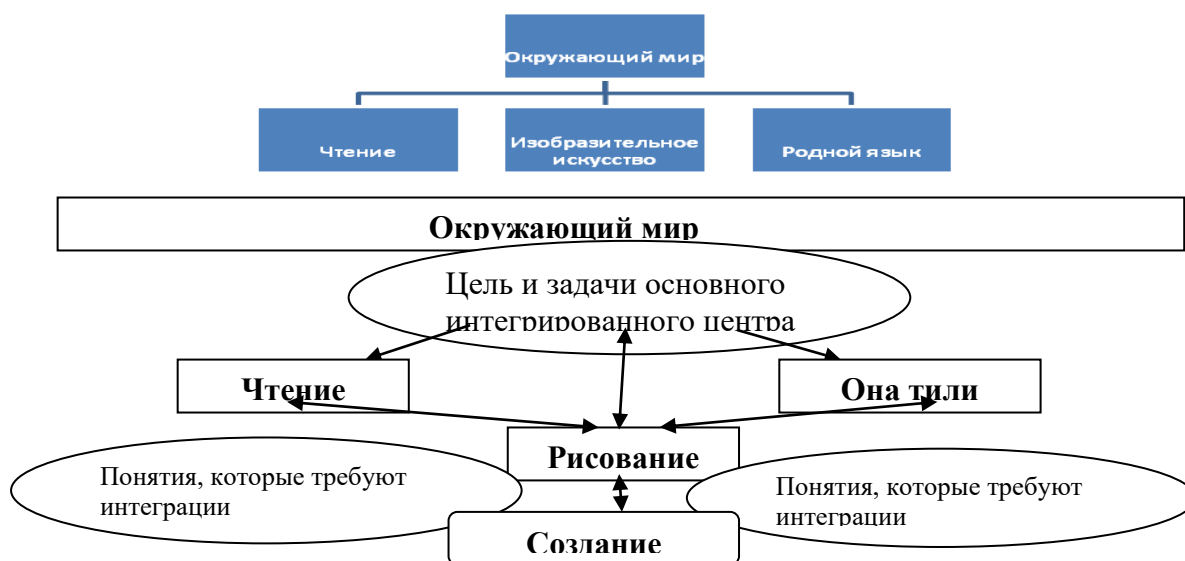 Окружающий мир
Чтение
Изобразительное
искусство
Родной язык
Окружающий мир
Цель и задачи основного
интегрированного центра
Чтение
Она тили
Рисование
Понятия, которые требуют
интеграции
Понятия, которые требуют
интеграции
Создание